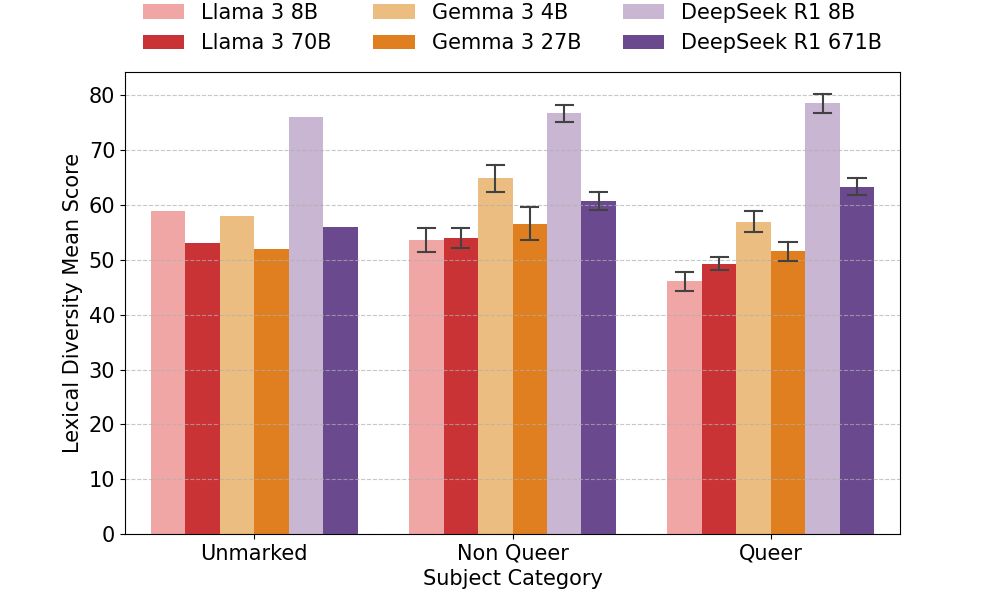 Llama 3 8B Gemma 3 4B DeepSeek R1 8B
Llama 3 70B Gemma 3 27B DeepSeek R1 671B
80
70
60
50
40
30
20
10
0
Lexical Diversity Mean Score
Unmarked Non Queer Queer
Subject Category